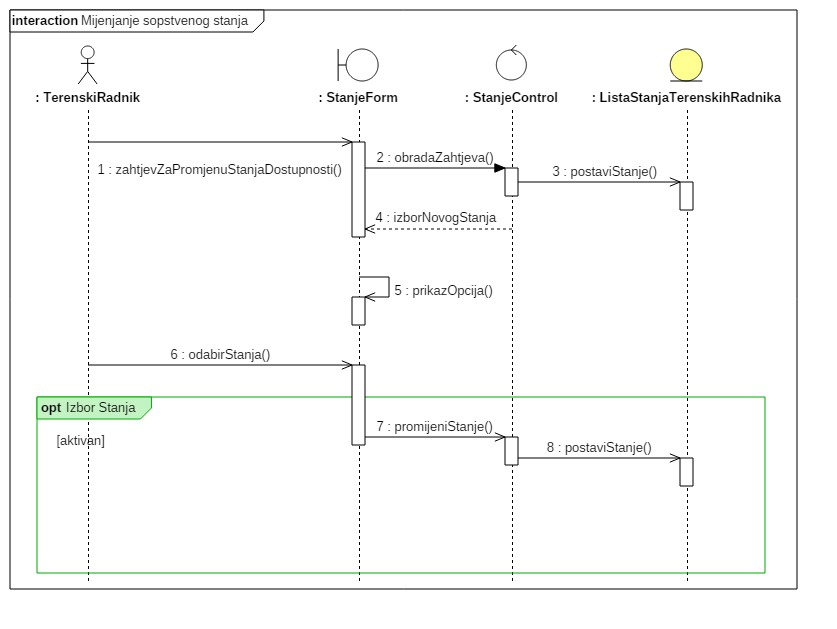 interaction Mijenjanje sopstvenog stanja
: TerenskiRadnik
: StanjeForm
: StanjeControl
: ListaStanjaTerenskihRadnika
1 : zahtjevZaPromjenuStanjaDostupnosti()
2 : obradaZahtjeva()
3 : postaviStanje()
4 : izborNovogStanja
5 : prikazOpcija()
6 : odabirStanja()
opt Izbor Stanja
[aktivan]
7 : promijeniStanje()
8 : postaviStanje()